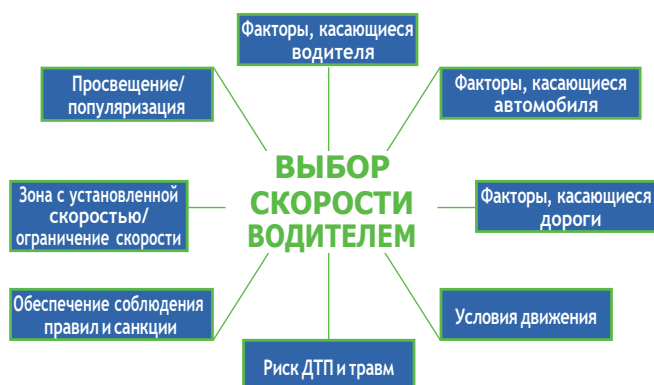 Факторы, касающиеся
водителя
Просвещение/
популяризация
Факторы, касающиеся
автомобиля
ВЫБОР
СКОРОСТИ
ВОДИТЕЛЕМ
Зона с установленной
скоростью/
ограничение скорости
Факторы, касающиеся
дороги
Обеспечение соблюдения
правил и санкции
Условия движения
Риск ДТП и травм